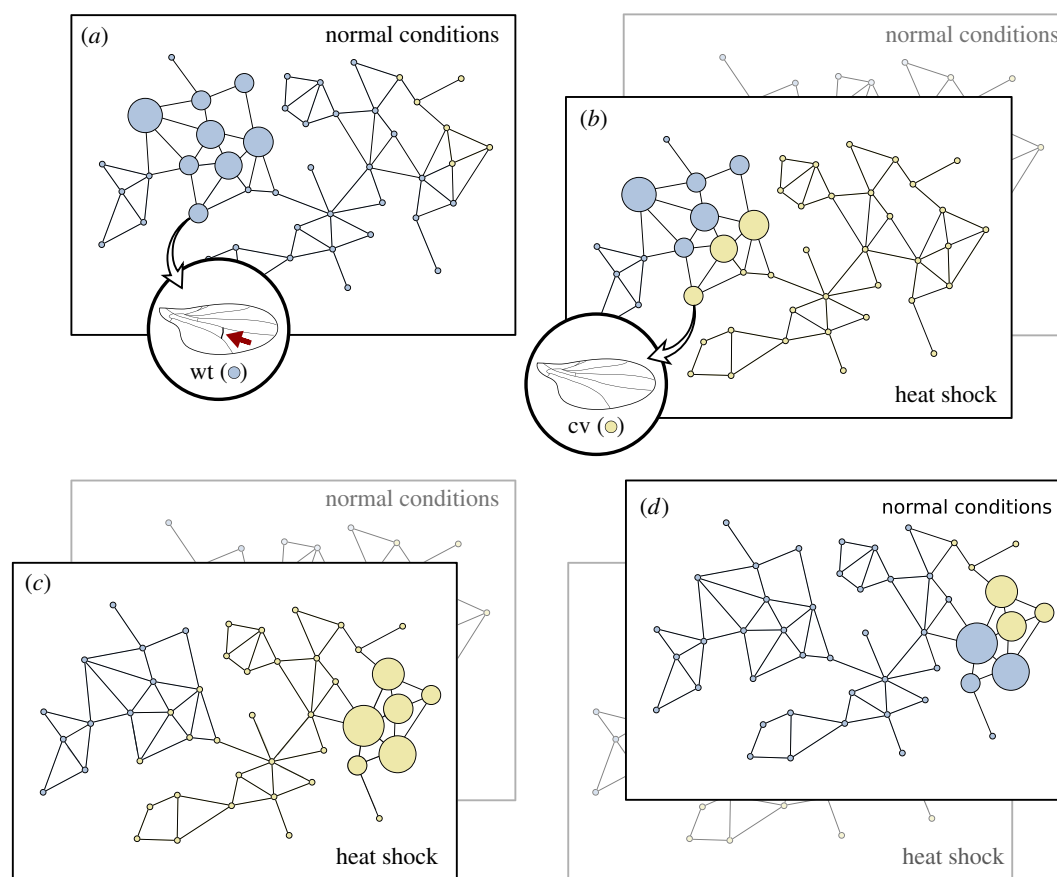 (a)
normal conditions
wt ( )
normal conditions
(b)
cv ( )
heat shock
normal conditions
(c)
heat shock
(d)
normal conditions
heat shock